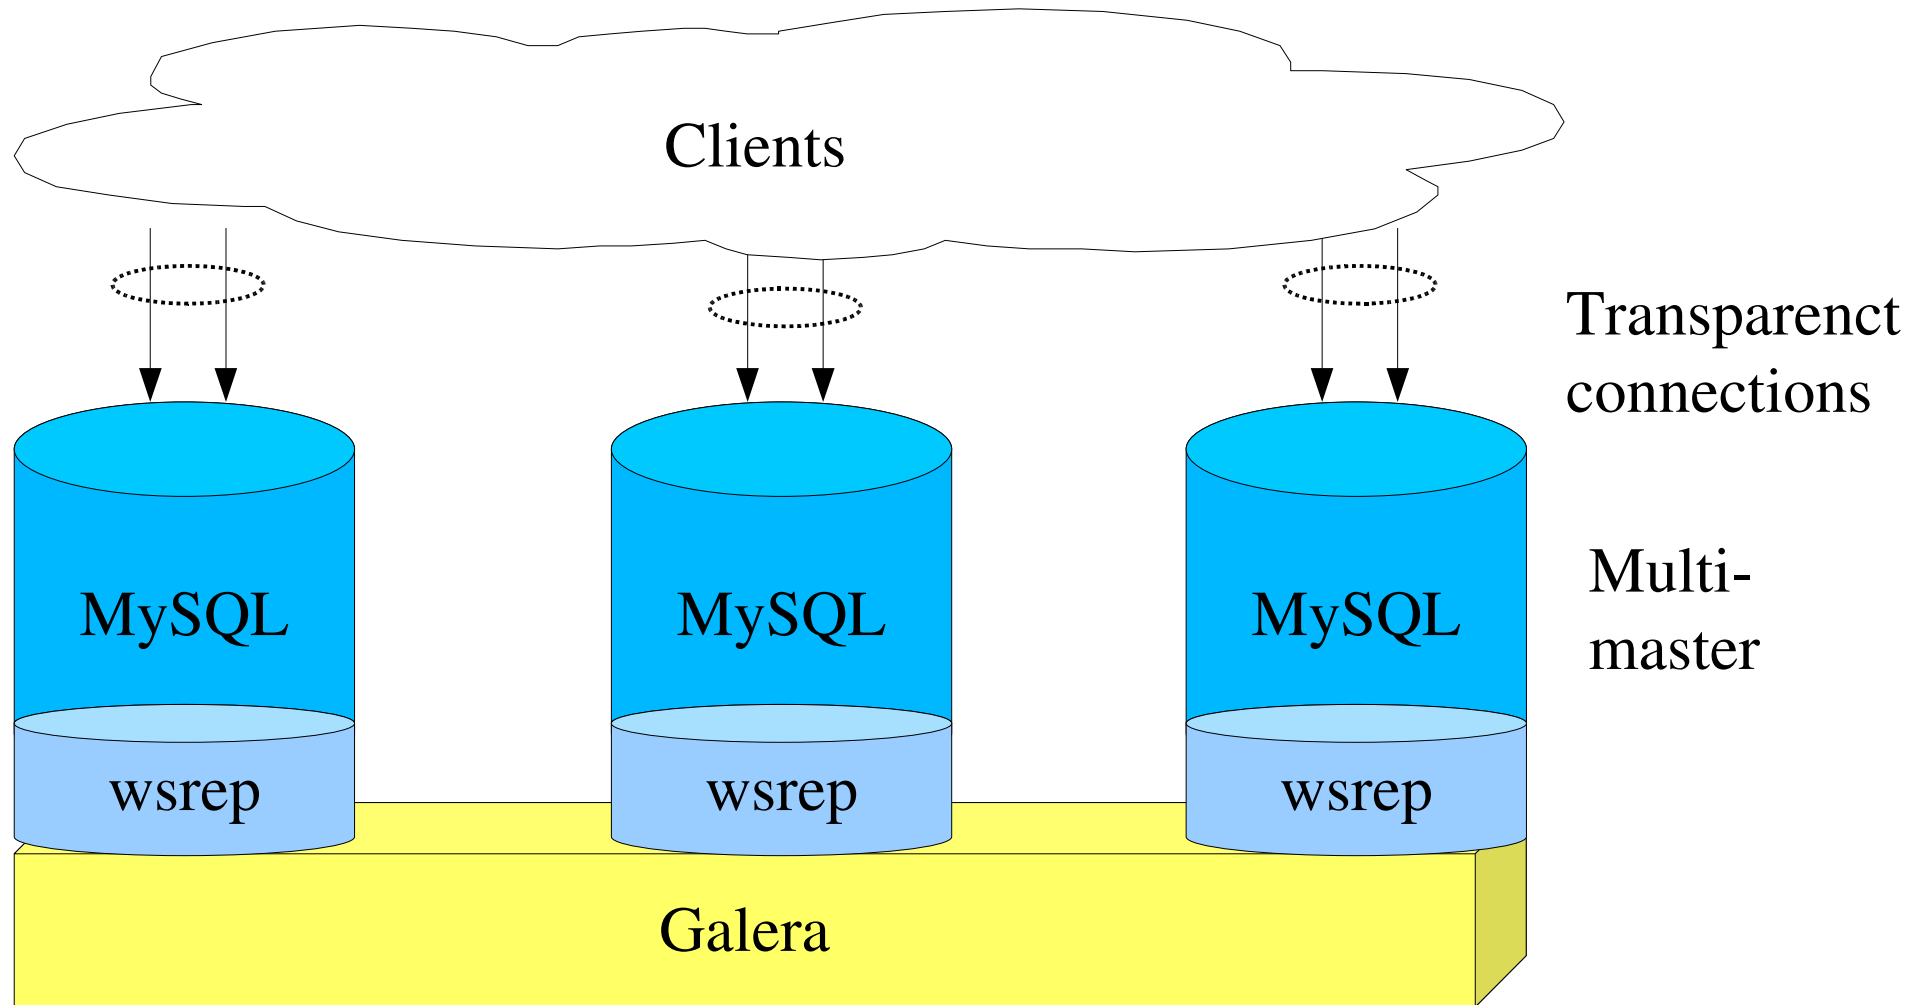 Clients
Transparenct
connections
Multi-
master
MySQL
MySQL
MySQL
wsrep
wsrep
wsrep
Galera